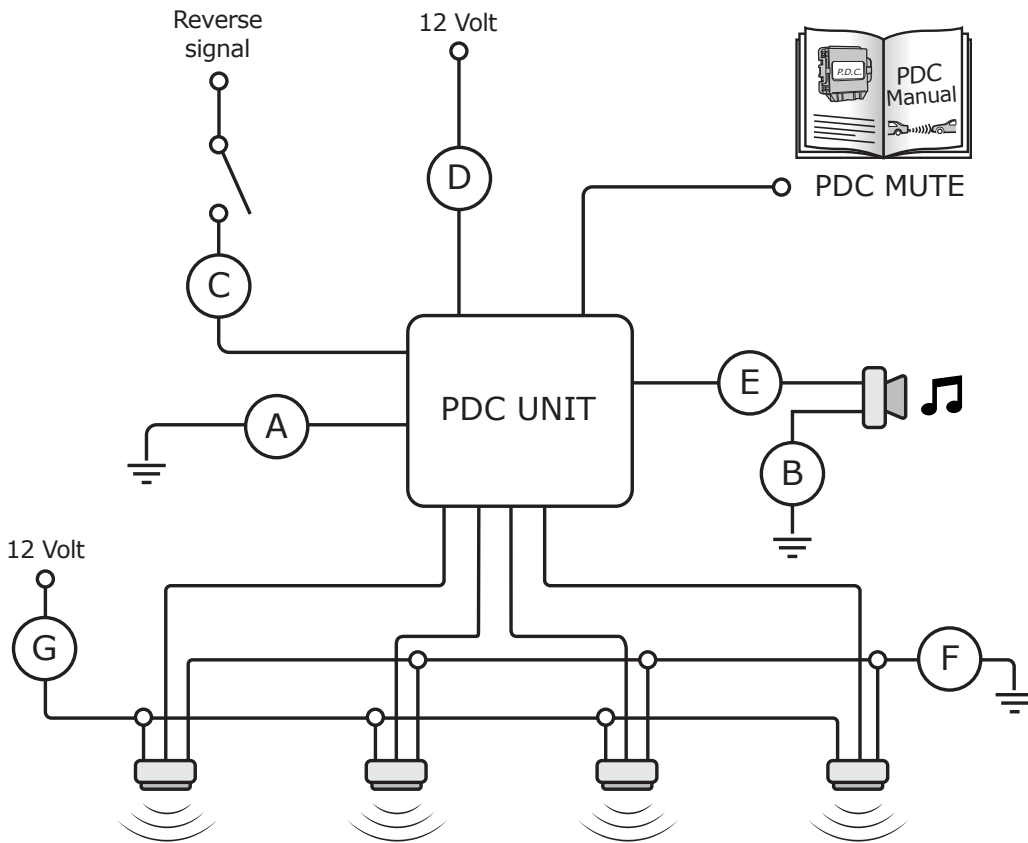 Reverse
signal
12 Volt
P.D.C.
PDC
Manual
D
PDC MUTE
C
E
PDC UNIT
A
B
12 Volt
G
F